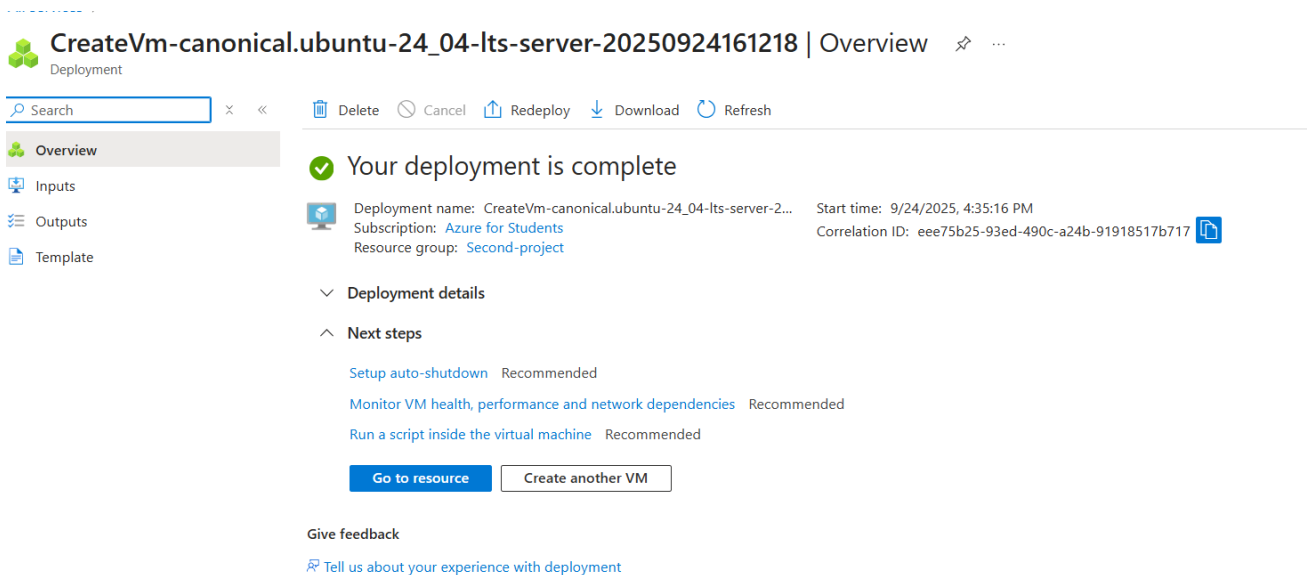 CreateVm-canonical.ubuntu-24_04-lts-server-20250924161218 | Overview
Deployment
Search
Delete Cancel Redeploy Download Refresh
Overview
Inputs
Outputs
Template
Your deployment is complete
Deployment name: CreateVm-canonical.ubuntu-24_04-lts-server-2...
Subscription: Azure for Students
Resource group: Second-project
Start time: 9/24/2025, 4:35:16 PM
Correlation ID: eee75b25-93ed-490c-a24b-91918517b717
Deployment details
Next steps
Setup auto-shutdown Recommended
Monitor VM health, performance and network dependencies Recommended
Run a script inside the virtual machine Recommended
Go to resource Create another VM
Give feedback
Tell us about your experience with deployment